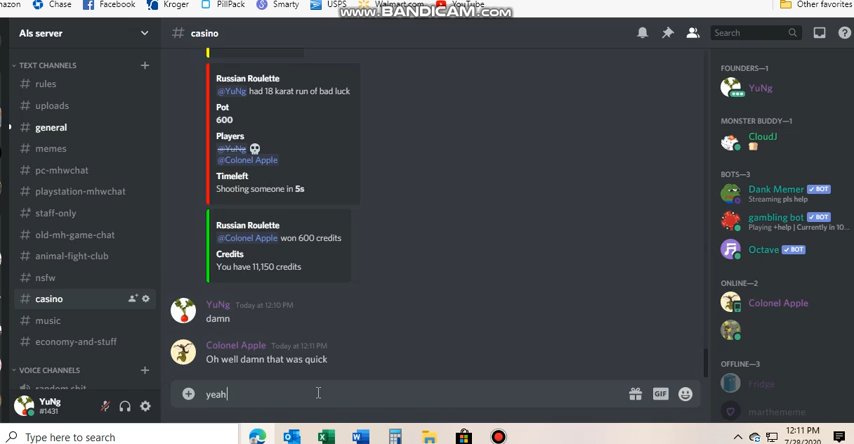 mazon Chase Facebook Kroger PillPack Smarty USPS Walmart.com YouTube Other favorites
WWW.BANDICAM.COM
Als server
# casino
Search
TEXT CHANNELS
# rules
# uploads
# general
# memes
# pc-mhwchat
# playstation-mhwchat
# staff-only
# old-mh-game-chat
# animal-fight-club
# nsfw
# casino
# music
# economy-and-stuff
VOICE CHANNELS
random shit
YuNg
#1431
Russian Roulette
@YuNg had 18 karat run of bad luck
Pot
600
Players
@YuNg
@Colonel Apple
Timeleft
Shooting someone in 5s
Russian Roulette
@Colonel Apple won 600 credits
Credits
You have 11,150 credits
YuNg Today at 12:10 PM
damn
Colonel Apple Today at 12:11 PM
Oh well damn that was quick
yeah
GIF
FOUNDERS—1
YuNg
MONSTER BUDDY—1
CloudJ
BOTS—3
Dank Memer BOT
Streaming pls help
gambling bot BOT
Playing +help | Currently in 10...
Octave BOT
ONLINE—2
Colonel Apple
OFFLINE—3
Fridge
marthememe
Type here to search
12:11 PM
7/28/2020